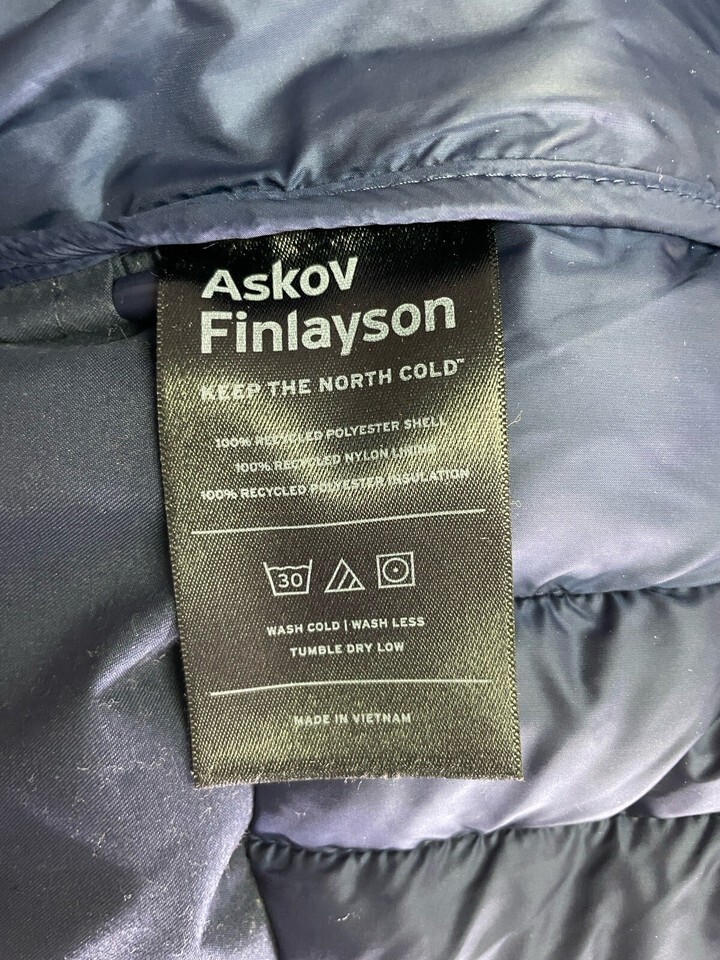 Askov
Finlayson
KEEP THE NORTH COLD™
100% RECYCLED POLYESTER SHELL
100% RECYCLED NYLON LINING
100% RECYCLED POLYESTER INSULATION
30
WASH COLD | WASH LESS
TUMBLE DRY LOW
MADE IN VIETNAM